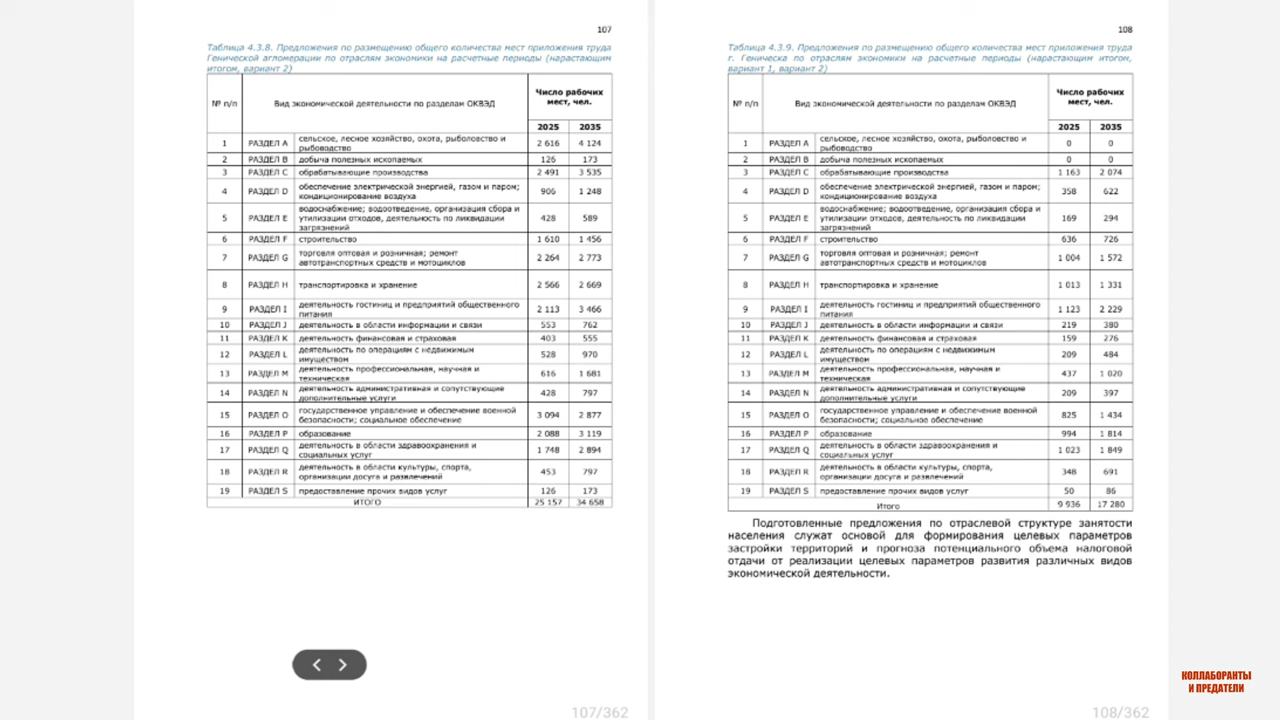 107
Таблица 4.3.8. Предложения по размещению общего количества мест приложения труда
Генической агломерации по отраслям экономики на расчетные периоды (нарастающим
итогом, вариант 2)
№ п/п Вид экономической деятельности по разделам ОКВЭД Число рабочих
мест, чел.
2025 2035
1 РАЗДЕЛ A сельское, лесное хозяйство, охота, рыболовство и
рыбоводство 2 616 4 124
2 РАЗДЕЛ B добыча полезных ископаемых 126 173
3 РАЗДЕЛ C обрабатывающие производства 2 491 3 535
4 РАЗДЕЛ D обеспечение электрической энергией, газом и паром;
кондиционирование воздуха 906 1 248
5 РАЗДЕЛ E водоснабжение; водоотведение, организация сбора и
утилизации отходов, деятельность по ликвидации
загрязнений 428 589
6 РАЗДЕЛ F строительство 1 610 1 456
7 РАЗДЕЛ G торговля оптовая и розничная; ремонт
автотранспортных средств и мотоциклов 2 264 2 773
8 РАЗДЕЛ H транспортировка и хранение 2 566 2 669
9 РАЗДЕЛ I деятельность гостиниц и предприятий общественного
питания 2 113 3 466
10 РАЗДЕЛ J деятельность в области информации и связи 553 762
11 РАЗДЕЛ K деятельность финансовая и страховая 403 555
12 РАЗДЕЛ L деятельность по операциям с недвижимым
имуществом 528 970
13 РАЗДЕЛ M деятельность профессиональная, научная и
техническая 616 1 681
14 РАЗДЕЛ N деятельность административная и сопутствующие
дополнительные услуги 428 797
15 РАЗДЕЛ O государственное управление и обеспечение военной
безопасности; социальное обеспечение 3 094 2 877
16 РАЗДЕЛ P образование 2 088 3 119
17 РАЗДЕЛ Q деятельность в области здравоохранения и
социальных услуг 1 748 2 894
18 РАЗДЕЛ R деятельность в области культуры, спорта,
организации досуга и развлечений 453 797
19 РАЗДЕЛ S предоставление прочих видов услуг 126 173
ИТОГО 25 157 34 658
107/362
108
Таблица 4.3.9. Предложения по размещению общего количества мест приложения труда
г. Геническа по отраслям экономики на расчетные периоды (нарастающим итогом,
вариант 1, вариант 2)
№ п/п Вид экономической деятельности по разделам ОКВЭД Число рабочих
мест, чел.
2025 2035
1 РАЗДЕЛ A сельское, лесное хозяйство, охота, рыболовство и
рыбоводство 0 0
2 РАЗДЕЛ B добыча полезных ископаемых 0 0
3 РАЗДЕЛ C обрабатывающие производства 1 163 2 074
4 РАЗДЕЛ D обеспечение электрической энергией, газом и паром;
кондиционирование воздуха 358 622
5 РАЗДЕЛ E водоснабжение; водоотведение, организация сбора и
утилизации отходов, деятельность по ликвидации
загрязнений 169 294
6 РАЗДЕЛ F строительство 636 726
7 РАЗДЕЛ G торговля оптовая и розничная; ремонт
автотранспортных средств и мотоциклов 1 004 1 572
8 РАЗДЕЛ H транспортировка и хранение 1 013 1 331
9 РАЗДЕЛ I деятельность гостиниц и предприятий общественного
питания 1 123 2 229
10 РАЗДЕЛ J деятельность в области информации и связи 219 380
11 РАЗДЕЛ K деятельность финансовая и страховая 159 276
12 РАЗДЕЛ L деятельность по операциям с недвижимым
имуществом 209 484
13 РАЗДЕЛ M деятельность профессиональная, научная и
техническая 437 1 020
14 РАЗДЕЛ N деятельность административная и сопутствующие
дополнительные услуги 209 397
15 РАЗДЕЛ O государственное управление и обеспечение военной
безопасности; социальное обеспечение 825 1 434
16 РАЗДЕЛ P образование 994 1 814
17 РАЗДЕЛ Q деятельность в области здравоохранения и
социальных услуг 1 023 1 849
18 РАЗДЕЛ R деятельность в области культуры, спорта,
организации досуга и развлечений 348 691
19 РАЗДЕЛ S предоставление прочих видов услуг 50 86
Итого 9 936 17 280
Подготовленные предложения по отраслевой структуре занятости
населения служат основой для формирования целевых параметров
застройки территорий и прогноза потенциального объема налоговой
отдачи от реализации целевых параметров развития различных видов
экономической деятельности.
108/362
КОЛЛАБОРАНТЫ
И ПРЕДАТЕЛИ